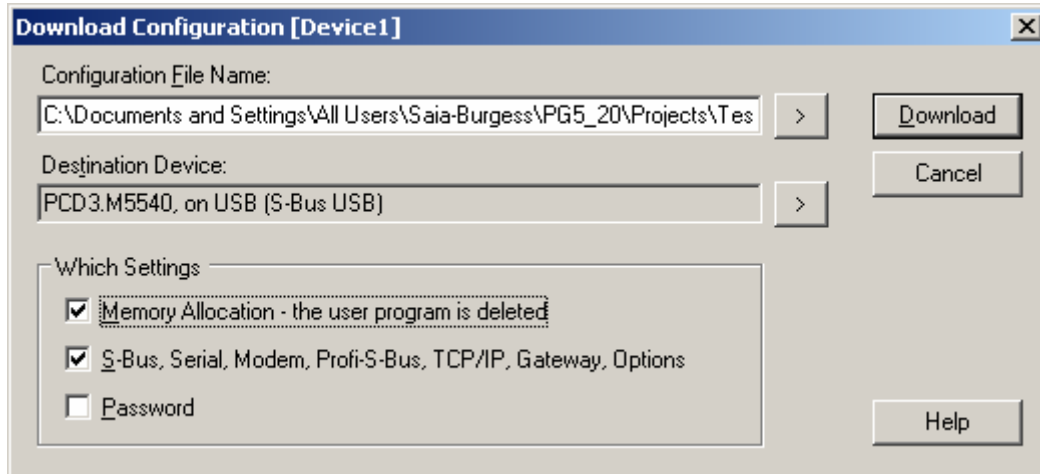 Download Configuration [Device1]
Configuration File Name:
C:\Documents and Settings\All Users\Saia-Burgess\PG5_20\Projects\Tes
>
Download
Destination Device:
Cancel
PCD3.M5540, on USB (S-Bus USB)
>
Which Settings
Memory Allocation - the user program is deleted
S-Bus, Serial, Modem, Profi-S-Bus, TCP/IP, Gateway, Options
Password
Help